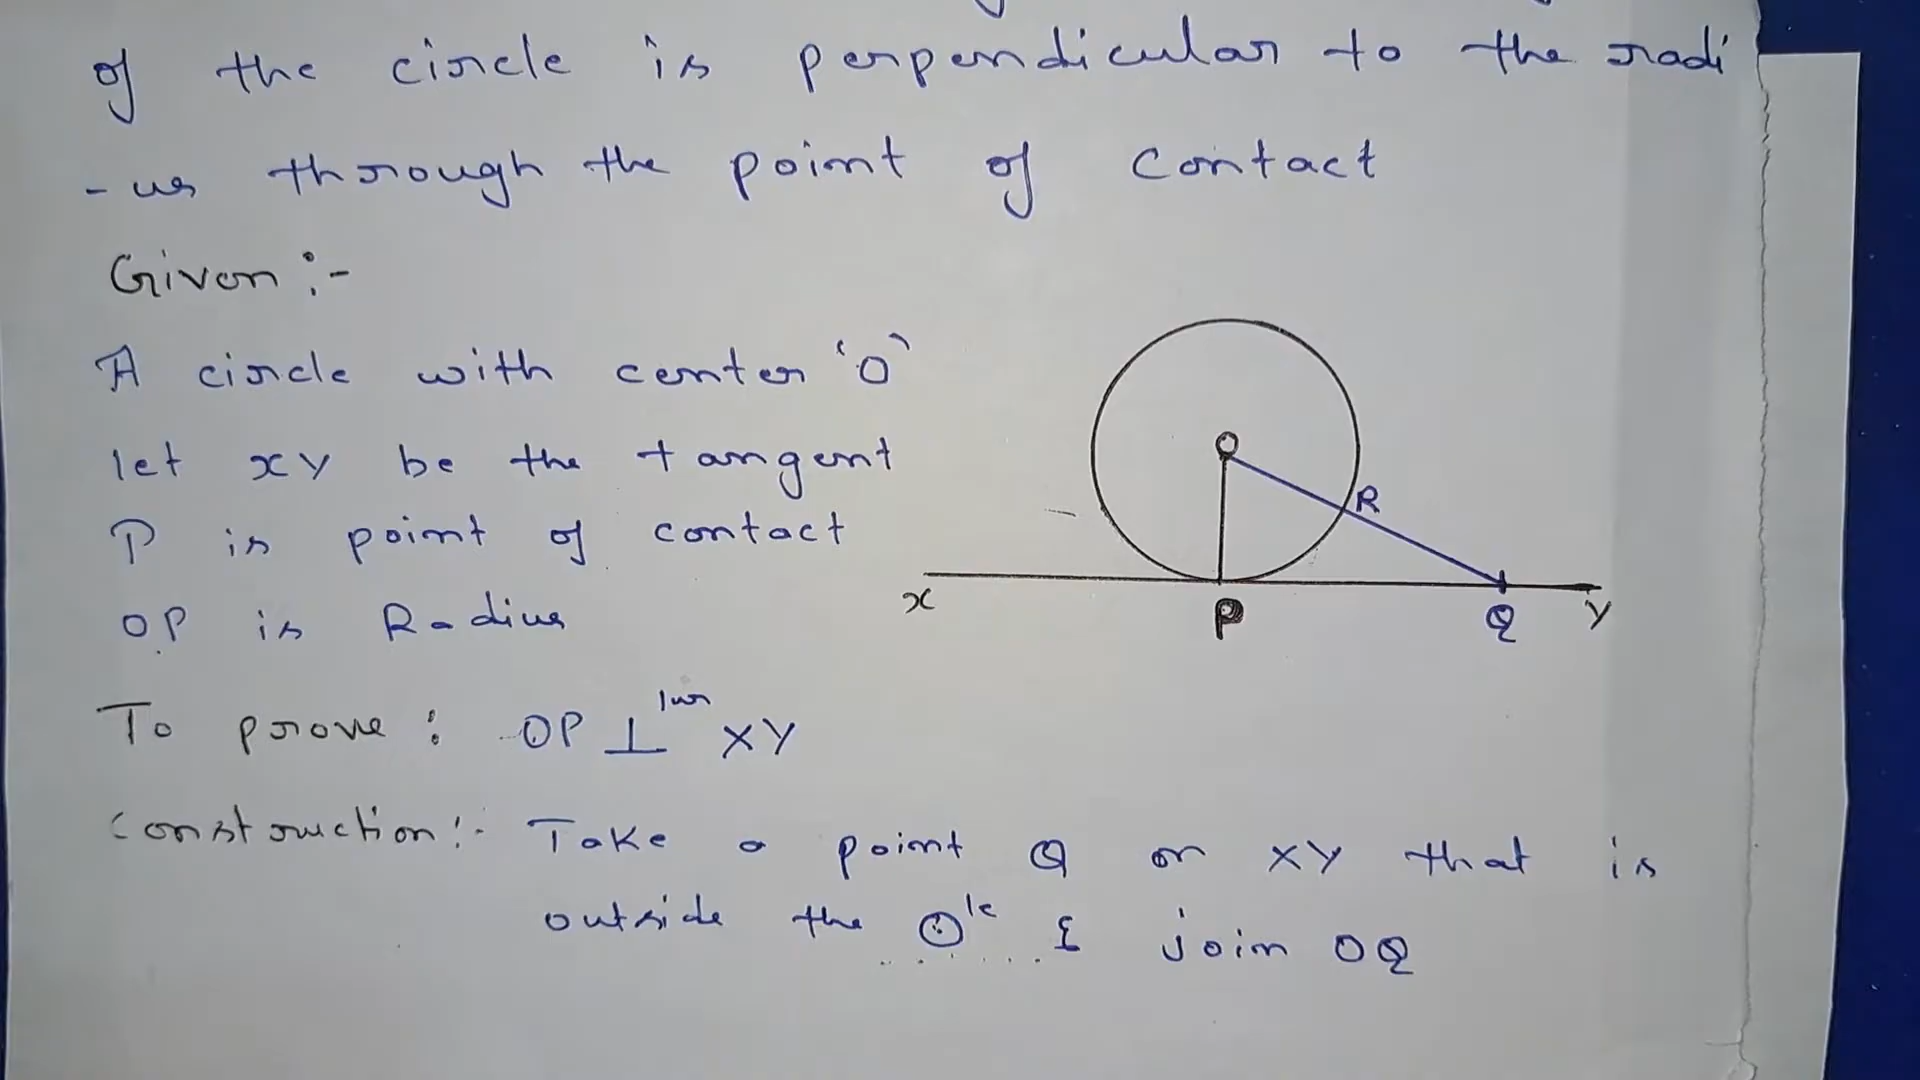 of the circle is perpendicular to the radi
-us through the point of contact
Given :-
A circle with center 'O'
let xy be the tangent
P is point of contact
OP is Radius
O
R
x
P
Q
y
To prove : OP ⊥lar XY
Construction :- Take a point Q on XY that is
outside the ⊙le & join OQ